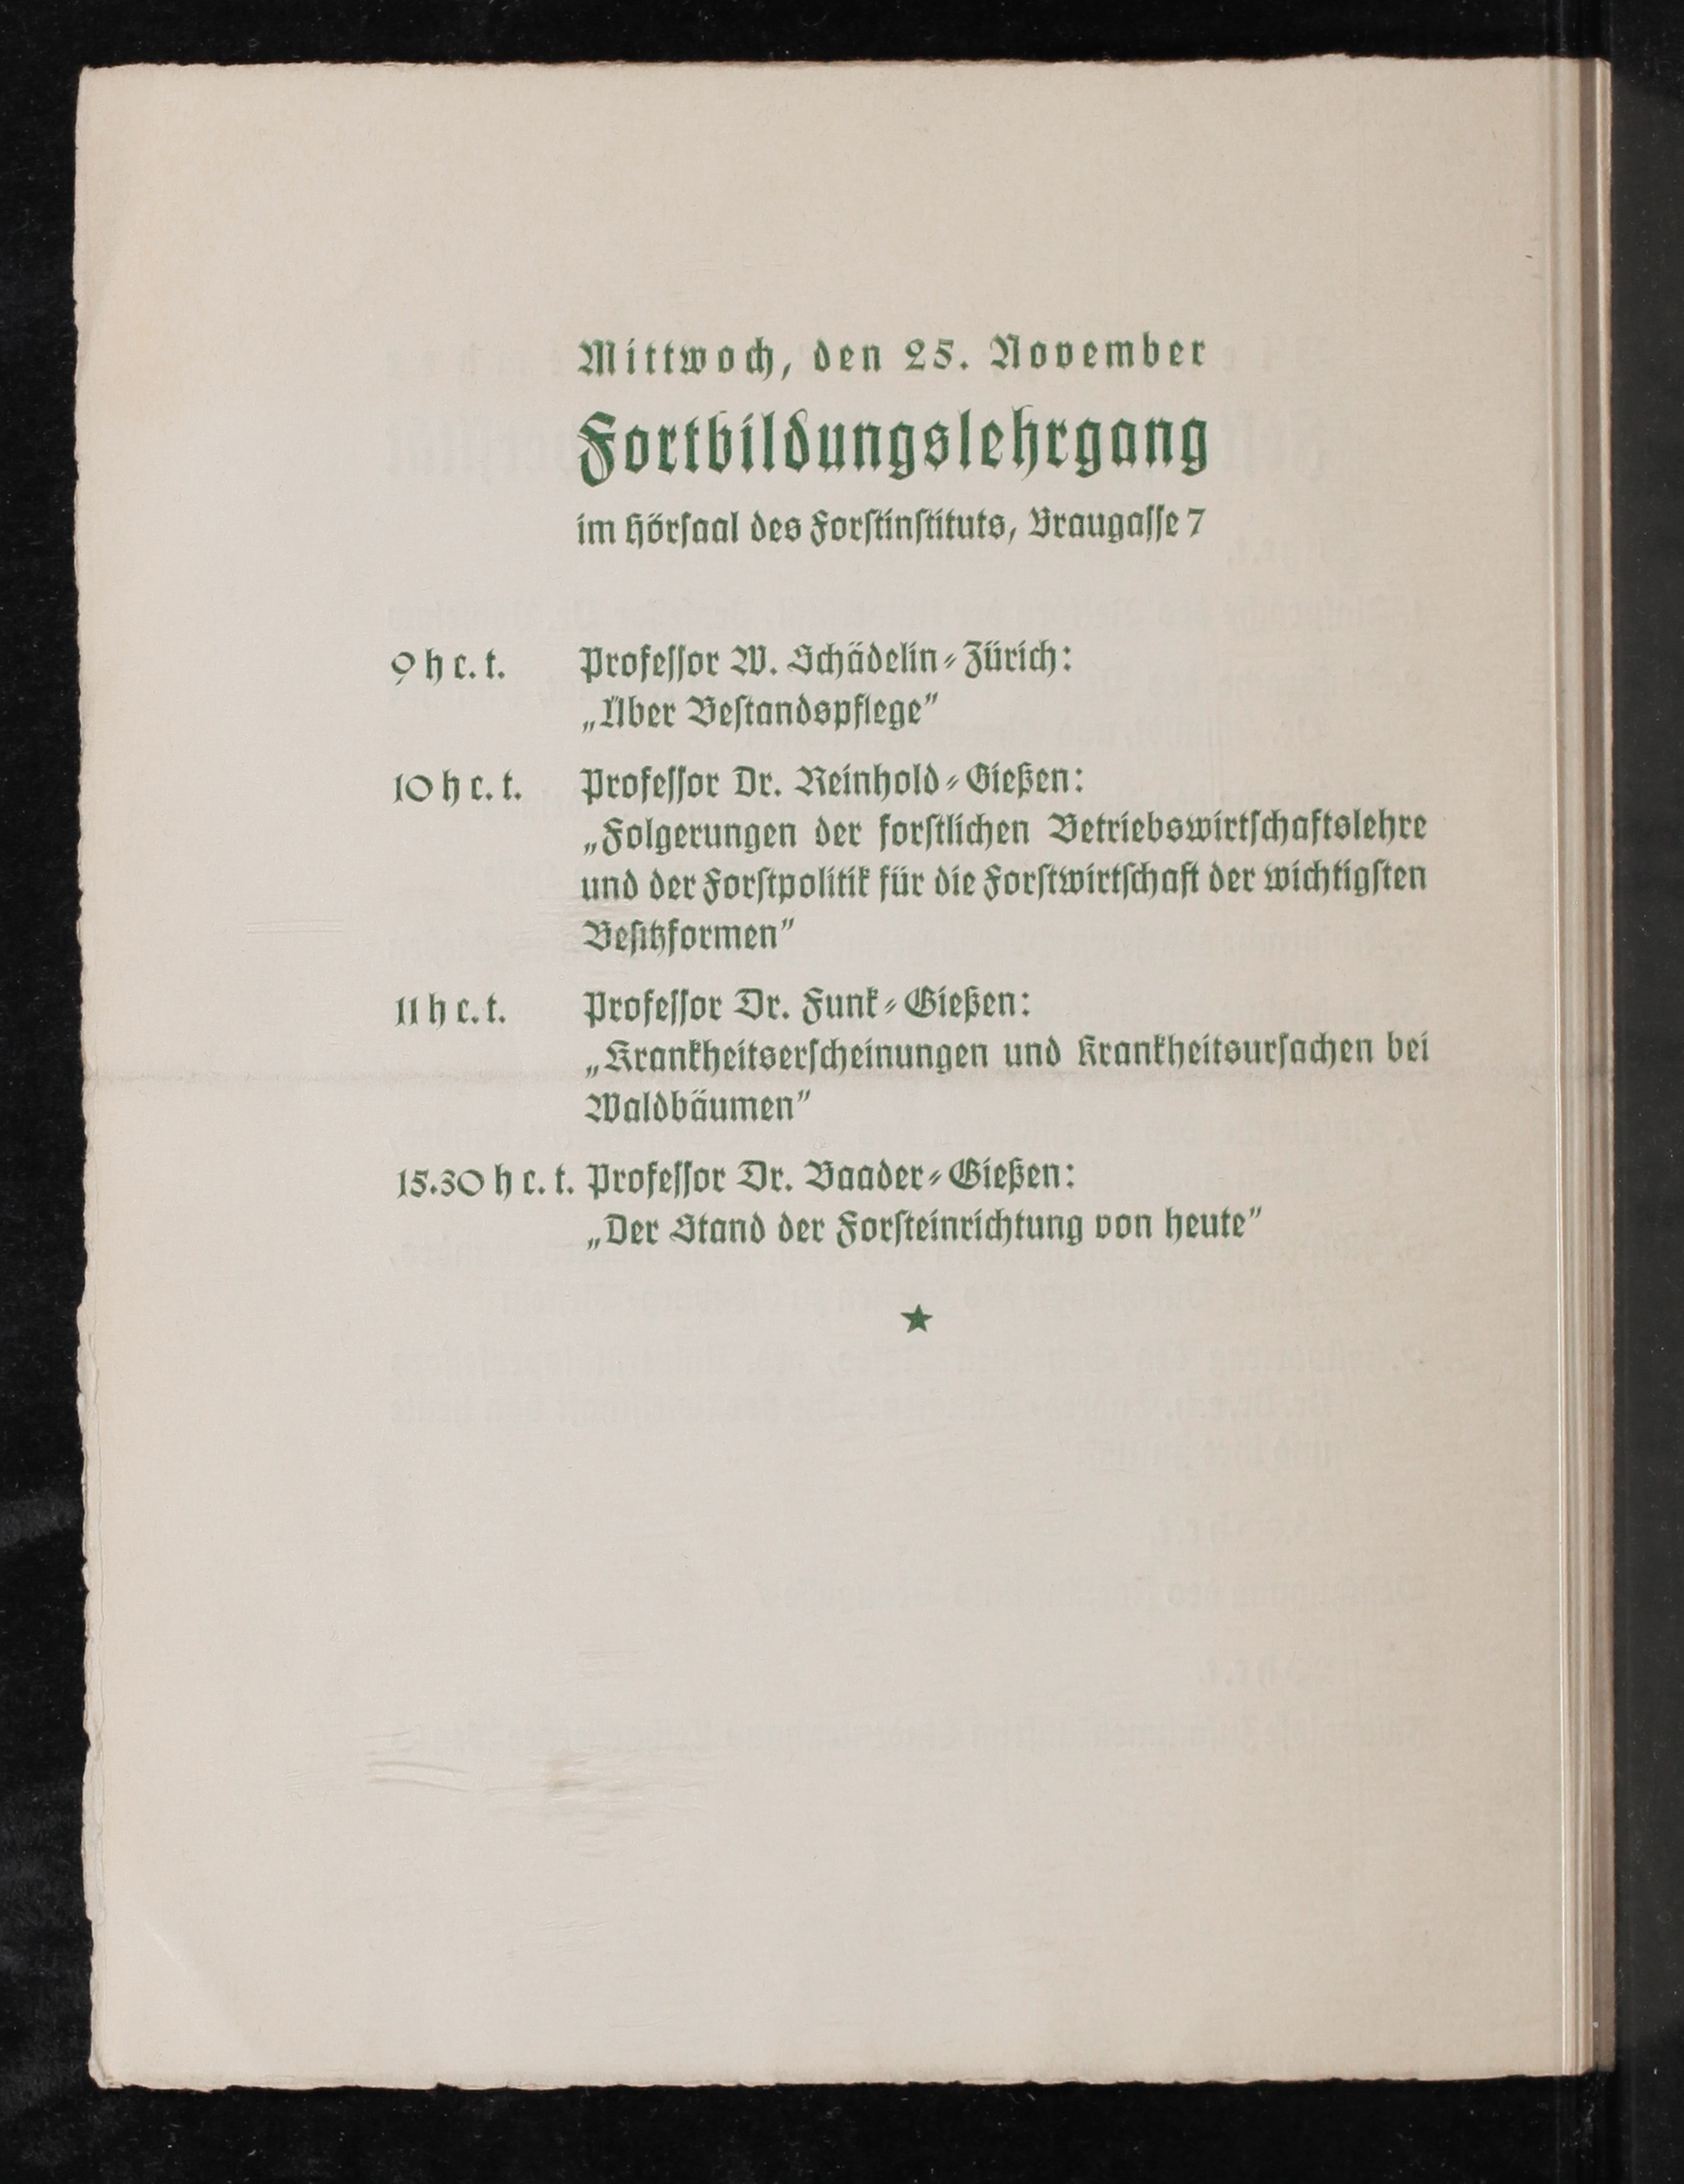 Mittwoch, den 25. November
Fortbildungslehrgang
im Hörsaal des Forstinstituts, Braugasse 7
9 h c. t. Professor W. Schädelin-Zürich:
„Über Bestandspflege”
10 h c. t. Professor Dr. Reinhold-Gießen:
„Folgerungen der forstlichen Betriebswirtschaftslehre
und der Forstpolitik für die Forstwirtschaft der wichtigsten
Besitzformen”
11 h c. t. Professor Dr. Funk-Gießen:
„Krankheitserscheinungen und Krankheitsursachen bei
Waldbäumen”
15.30 h c. t. Professor Dr. Baader-Gießen:
„Der Stand der Forsteinrichtung von heute”